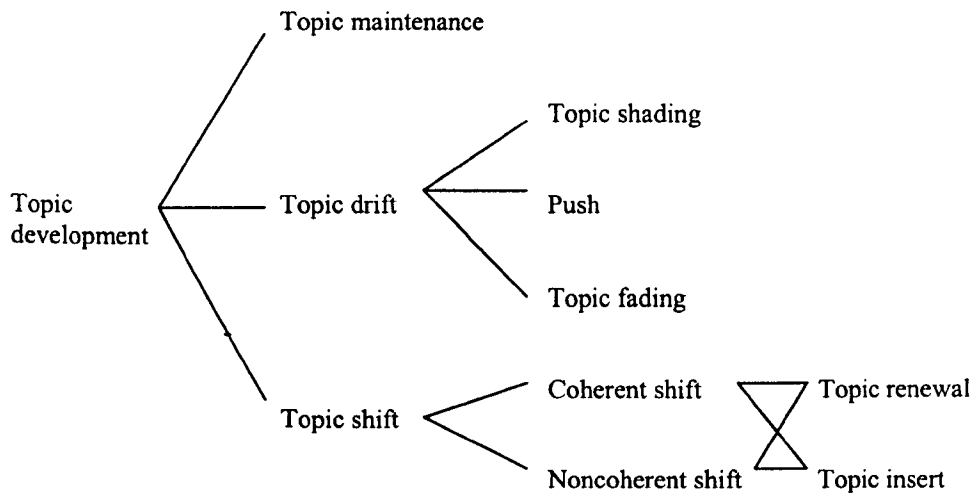 Topic maintenance
Topic shading
Topic
development
Topic drift
Push
Topic fading
Topic shift
Coherent shift
Topic renewal
Noncoherent shift
Topic insert